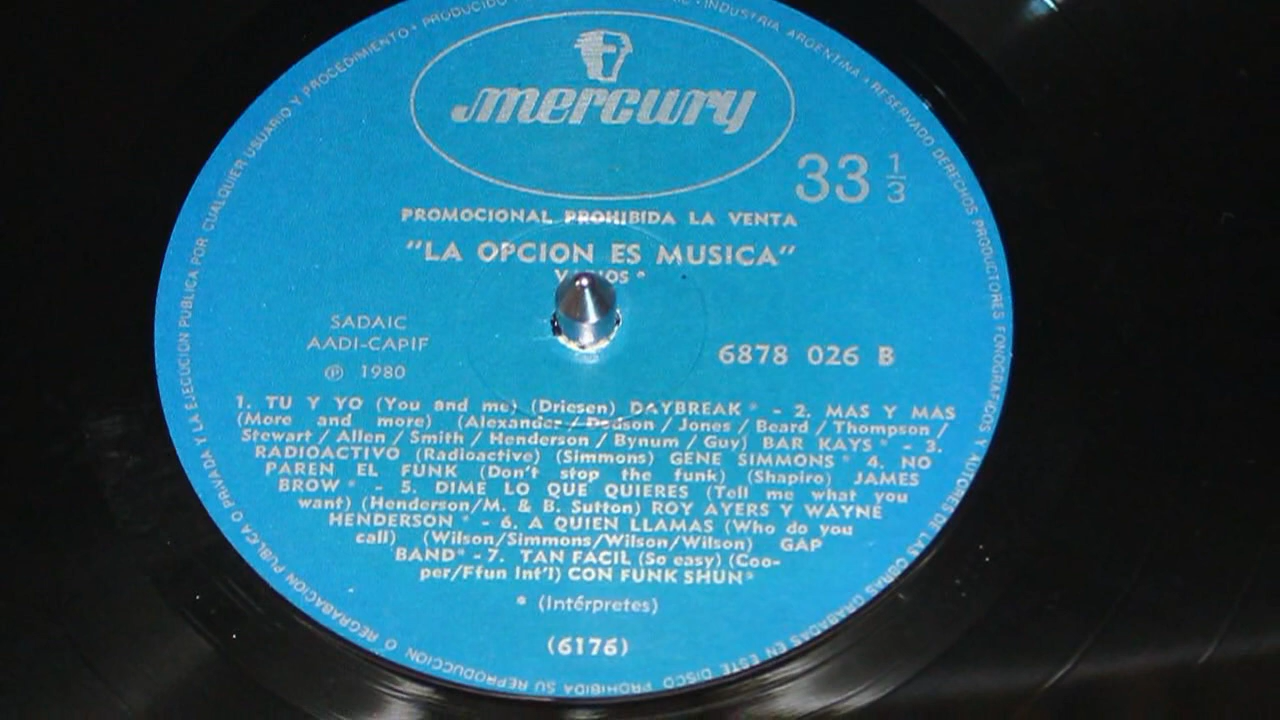 mercury
33 1/3
PROMOCIONAL PROHIBIDA LA VENTA
"LA OPCION ES MUSICA"
SADAIC
AADI-CAPIF
℗ 1980
6878 026 B
1. TU Y YO (You and me) (Driesen) DAYBREAK * - 2. MAS Y MAS
(More and more) (Alexander / Dodson / Jones / Beard / Thompson /
Stewart / Allen / Smith / Henderson / Bynum / Guy) BAR KAYS * - 3.
RADIOACTIVO (Radioactive) (Simmons) GENE SIMMONS * 4. NO
PAREN EL FUNK (Don't stop the funk) (Shapiro) JAMES
BROW * - 5. DIME LO QUE QUIERES (Tell me what you
want) (Henderson/M. & B. Sutton) ROY AYERS Y WAYNE
HENDERSON * - 6. A QUIEN LLAMAS (Who do you
call) (Wilson/Simmons/Wilson/Wilson) GAP
BAND* - 7. TAN FACIL (So easy) (Coo-
per/Ffun Int'l) CON FUNK SHUN*
* (Intérpretes)
(6176)
INDUSTRIA ARGENTINA • RESERVADO DERECHOS PRODUCTORES FONOGRAFIDOS Y AUTORES DE LAS OBRAS GRABADAS EN ESTE DISCO PROHIBIDA SU REPRODUCCION O REGRABACION PUBLICA O PRIVADA Y LA EJECUCION PUBLICA POR CUALQUIER USUARIO Y PROCEDIMIENTO • PRODUCIDO